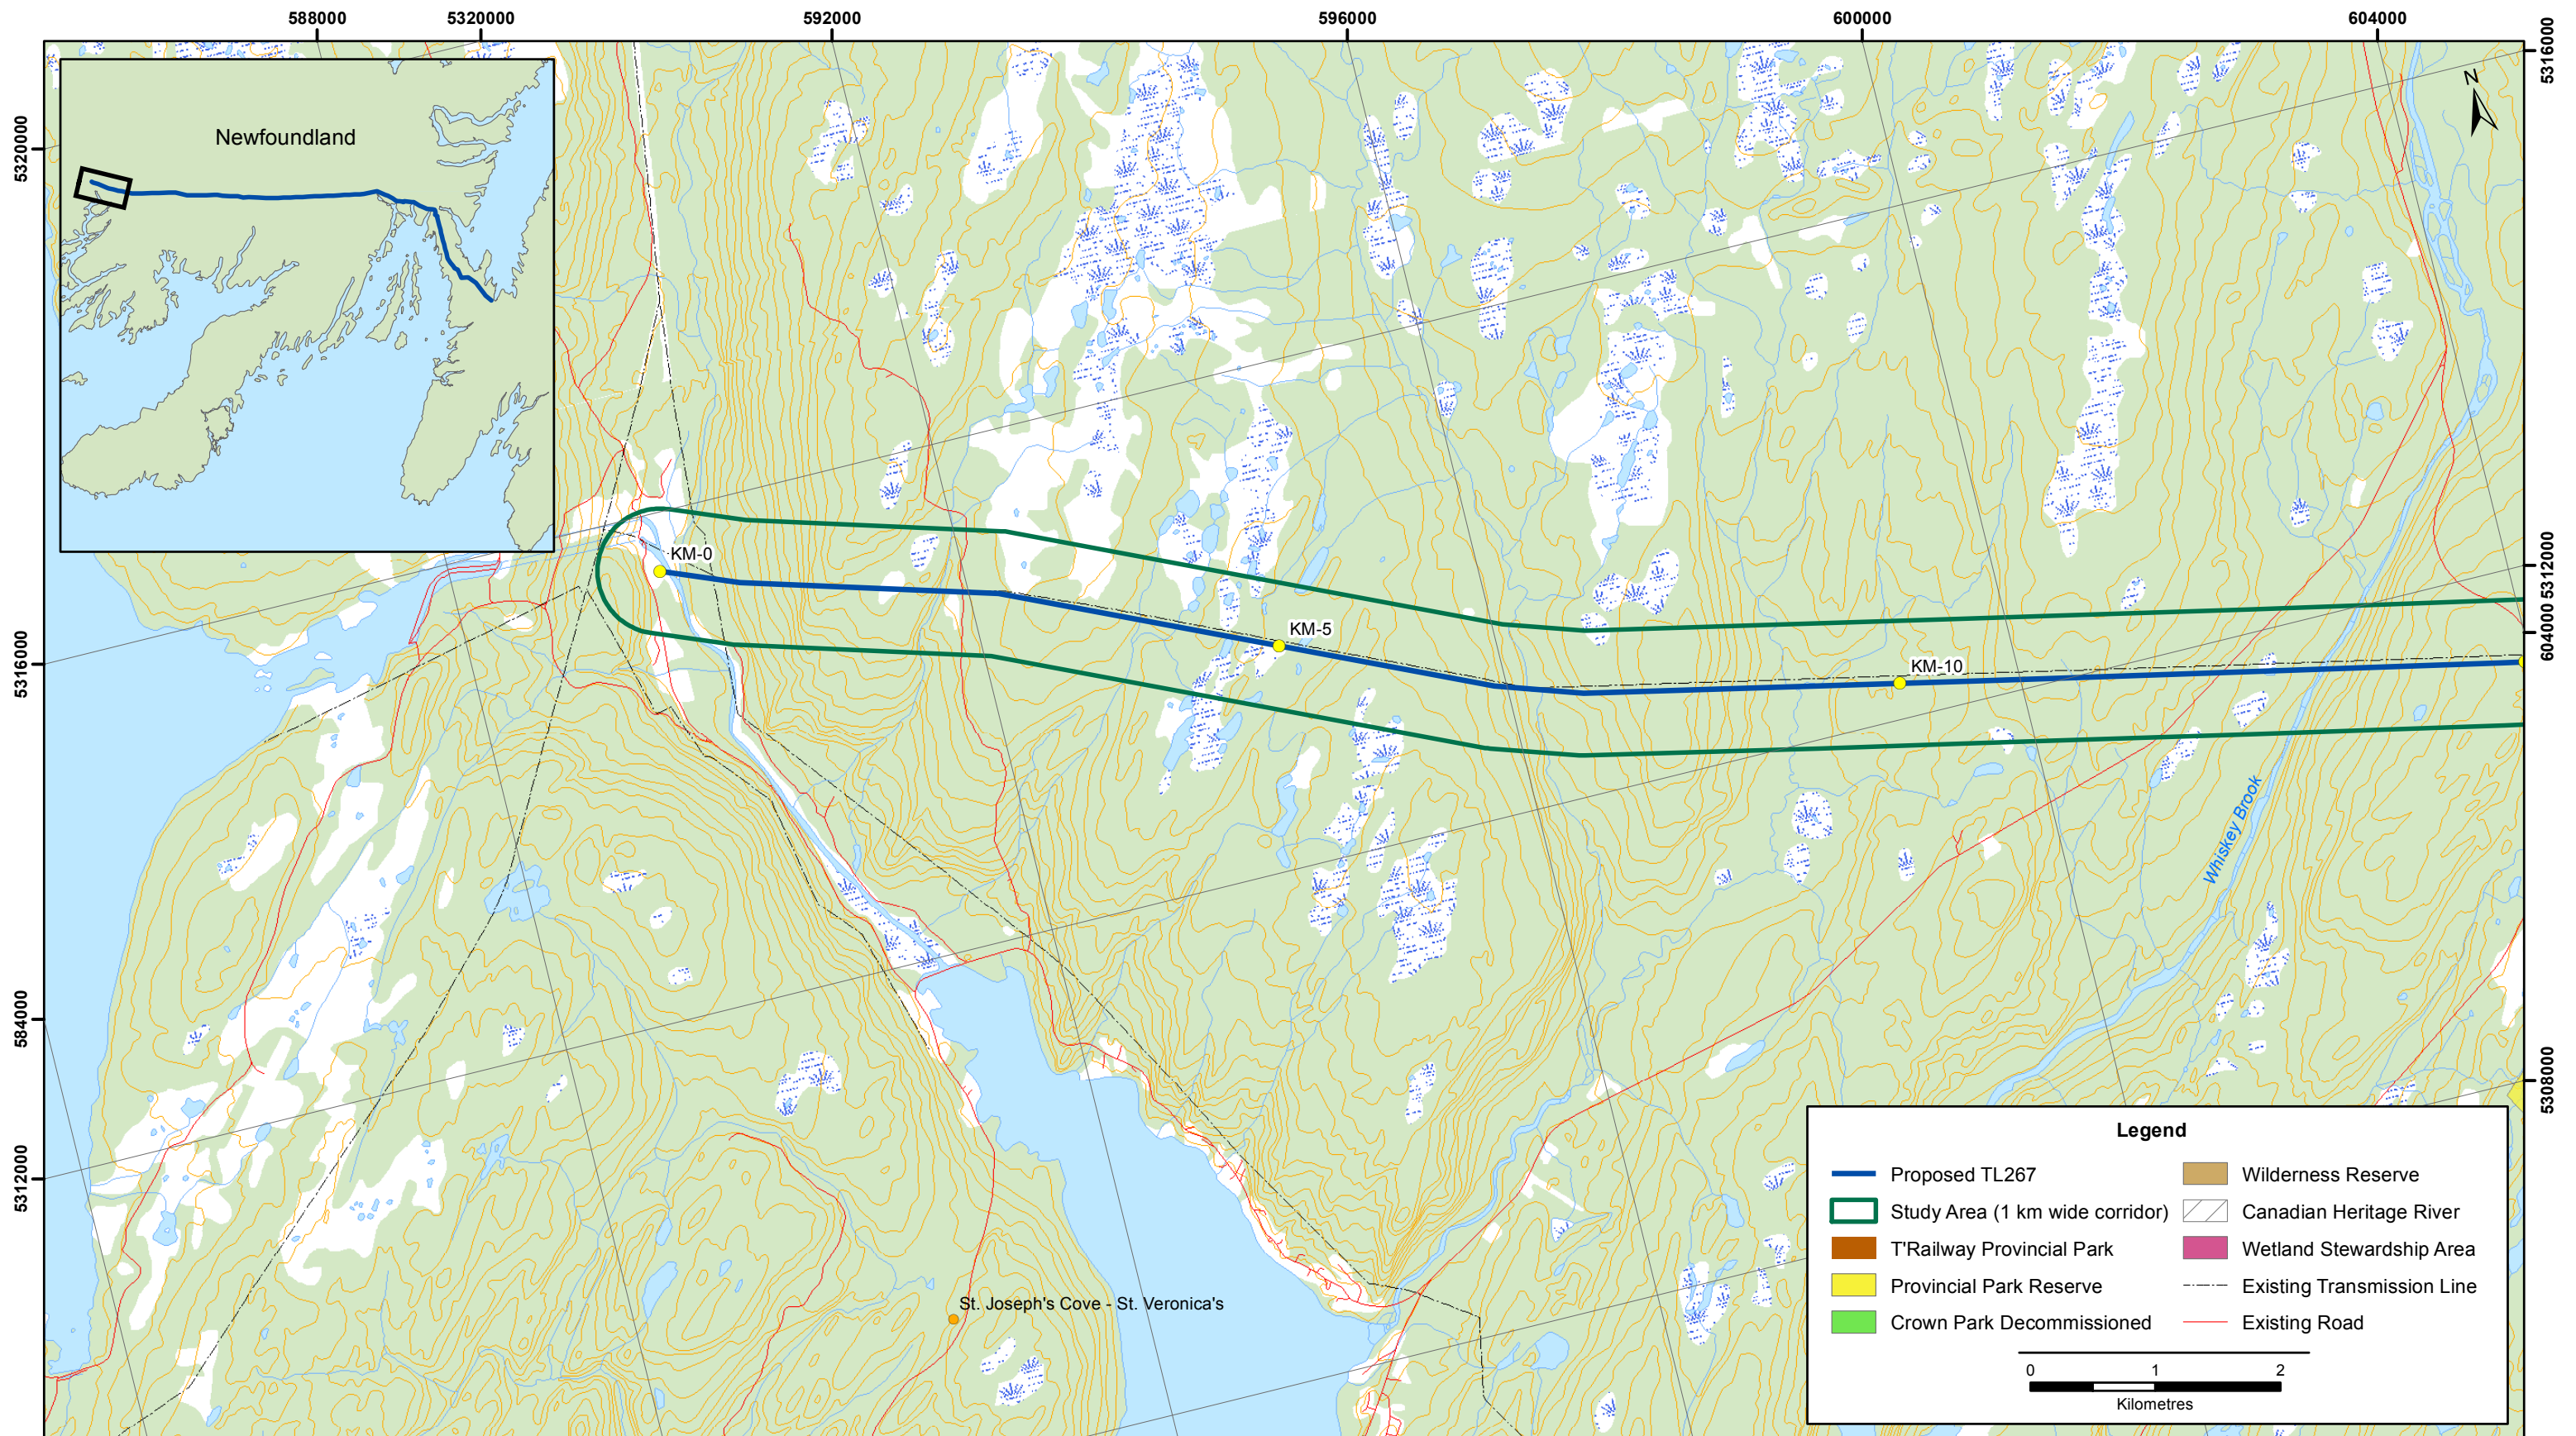 588000
5320000
592000
596000
600000
604000
5316000
N
5320000
Newfoundland
5312000
KM-0
KM-5
604000
KM-10
5316000
Whiskey Brook
584000
5308000
5312000
St. Joseph's Cove - St. Veronica's
Legend
Proposed TL267
Wilderness Reserve
Study Area (1 km wide corridor)
Canadian Heritage River
T'Railway Provincial Park
Wetland Stewardship Area
Provincial Park Reserve
Existing Transmission Line
Crown Park Decommissioned
Existing Road
0 1 2
Kilometres